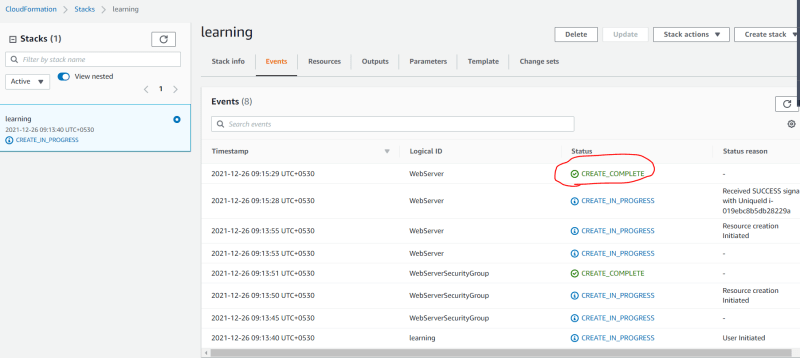 CloudFormation > Stacks > learning
Stacks (1)
Filter by stack name
Active ▼ View nested
< 1 >
learning
2021-12-26 09:13:40 UTC+0530
CREATE_IN_PROGRESS
learning
Delete Update Stack actions ▼ Create stack ▼
Stack info Events Resources Outputs Parameters Template Change sets
Events (8)
Search events
Timestamp Logical ID Status Status reason
2021-12-26 09:15:29 UTC+0530 WebServer CREATE_COMPLETE -
2021-12-26 09:15:28 UTC+0530 WebServer CREATE_IN_PROGRESS Received SUCCESS signa
with UniqueId i-
019ebc8b5db28229a
2021-12-26 09:13:55 UTC+0530 WebServer CREATE_IN_PROGRESS Resource creation
Initiated
2021-12-26 09:13:53 UTC+0530 WebServer CREATE_IN_PROGRESS -
2021-12-26 09:13:51 UTC+0530 WebServerSecurityGroup CREATE_COMPLETE -
2021-12-26 09:13:50 UTC+0530 WebServerSecurityGroup CREATE_IN_PROGRESS Resource creation
Initiated
2021-12-26 09:13:45 UTC+0530 WebServerSecurityGroup CREATE_IN_PROGRESS -
2021-12-26 09:13:40 UTC+0530 learning CREATE_IN_PROGRESS User Initiated